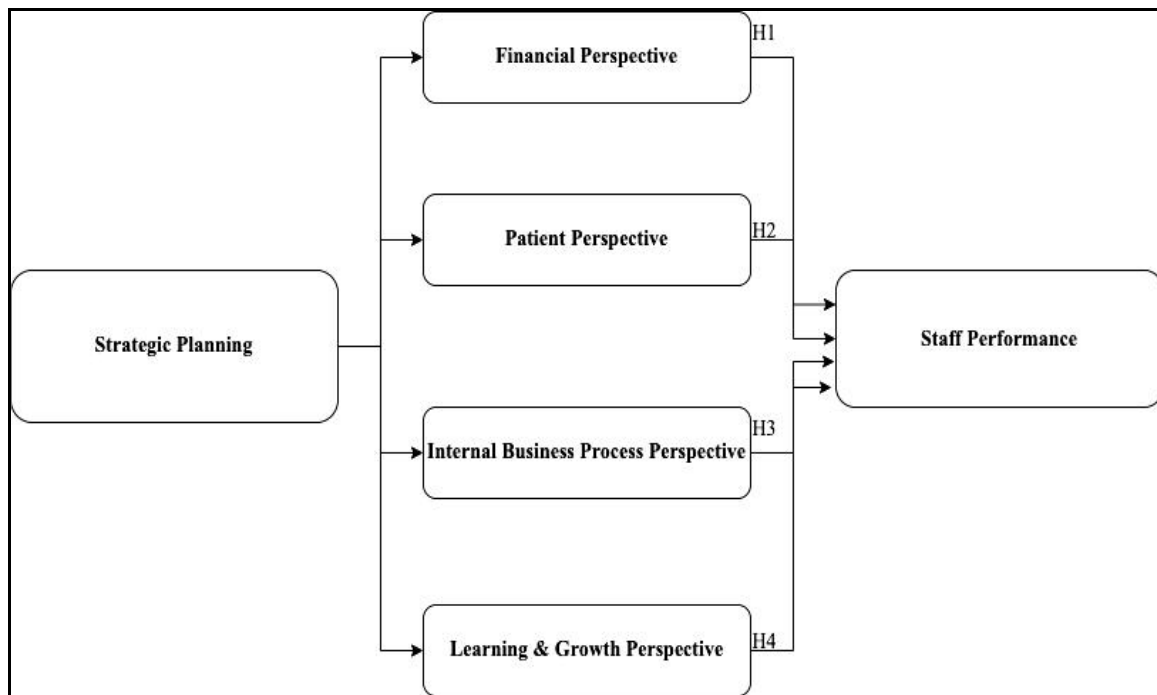 H1
Financial Perspective
H2
Patient Perspective
Strategic Planning
Staff Performance
H3
Internal Business Process Perspective
H4
Learning & Growth Perspective